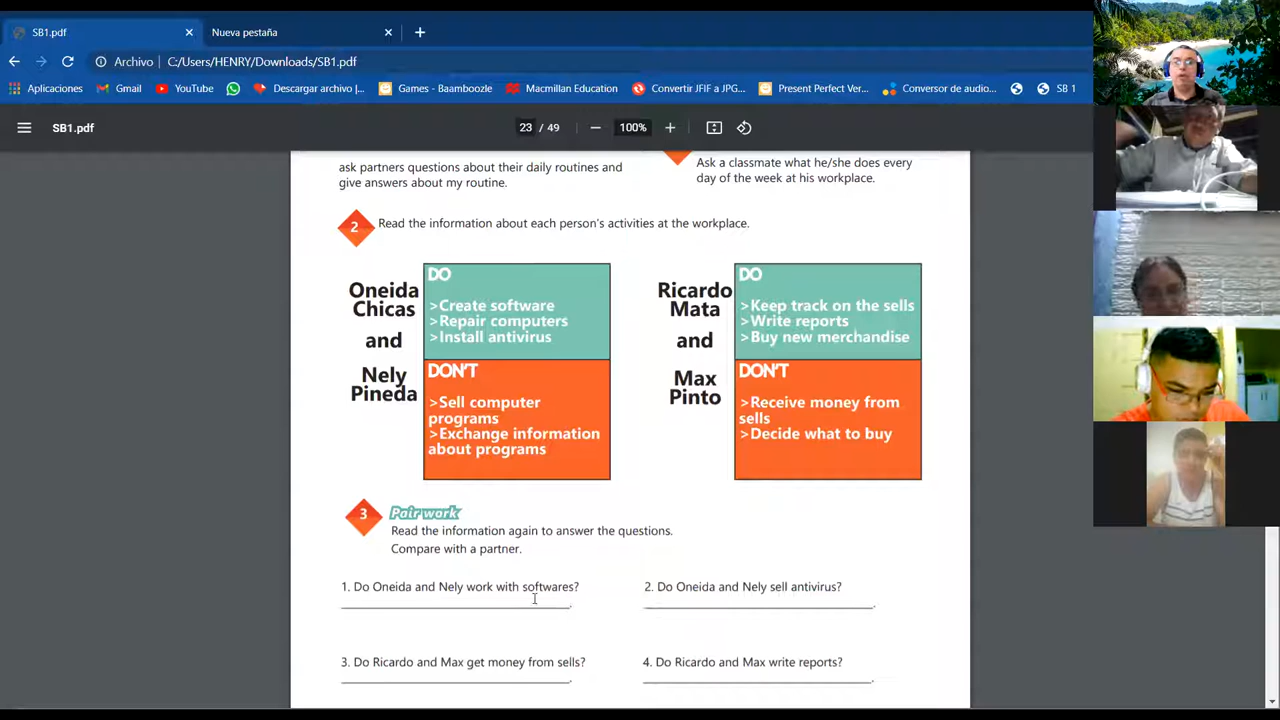 SB1.pdf
Nueva pestaña
Archivo C:/Users/HENRY/Downloads/SB1.pdf
Aplicaciones
Gmail
YouTube
Descargar archivo |...
Games - Baamboozle
Macmillan Education
Convertir JFIF a JPG...
Present Perfect Ver...
Conversor de audio...
SB 1
SB1.pdf
23 / 49
100%
ask partners questions about their daily routines and
give answers about my routine.
Ask a classmate what he/she does every
day of the week at his workplace.
2
Read the information about each person's activities at the workplace.
Oneida
Chicas
and
Nely
Pineda
DO
>Create software
>Repair computers
>Install antivirus
DON'T
>Sell computer
programs
>Exchange information
about programs
Ricardo
Mata
and
Max
Pinto
DO
>Keep track on the sells
>Write reports
>Buy new merchandise
DON'T
>Receive money from
sells
>Decide what to buy
3
Pair work
Read the information again to answer the questions.
Compare with a partner.
1. Do Oneida and Nely work with softwares?
2. Do Oneida and Nely sell antivirus?
3. Do Ricardo and Max get money from sells?
4. Do Ricardo and Max write reports?